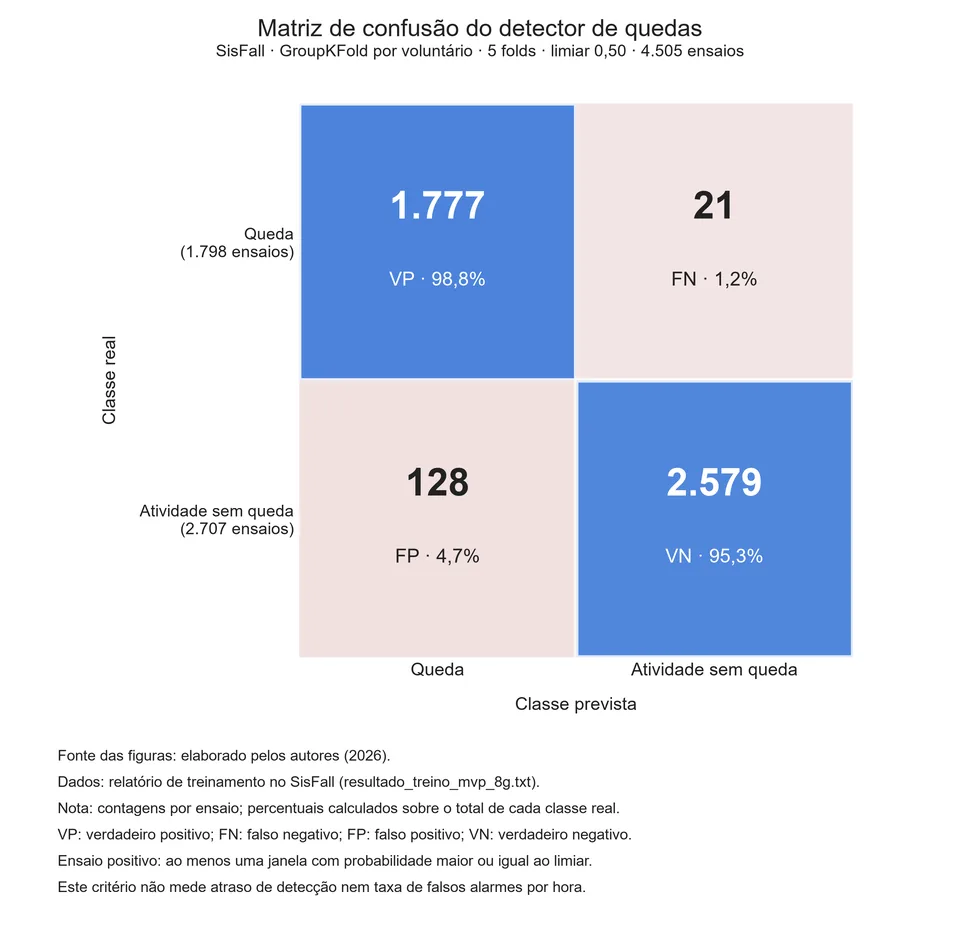 Matriz de confusão do detector de quedas
SisFall · GroupKFold por voluntário · 5 folds · limiar 0,50 · 4.505 ensaios
1.777
21
VP · 98,8%
FN · 1,2%
Queda
(1.798 ensaios)
Classe real
128
2.579
FP · 4,7%
VN · 95,3%
Atividade sem queda
(2.707 ensaios)
Queda
Atividade sem queda
Classe prevista
Fonte das figuras: elaborado pelos autores (2026).
Dados: relatório de treinamento no SisFall (resultado_treino_mvp_8g.txt).
Nota: contagens por ensaio; percentuais calculados sobre o total de cada classe real.
VP: verdadeiro positivo; FN: falso negativo; FP: falso positivo; VN: verdadeiro negativo.
Ensaio positivo: ao menos uma janela com probabilidade maior ou igual ao limiar.
Este critério não mede atraso de detecção nem taxa de falsos alarmes por hora.